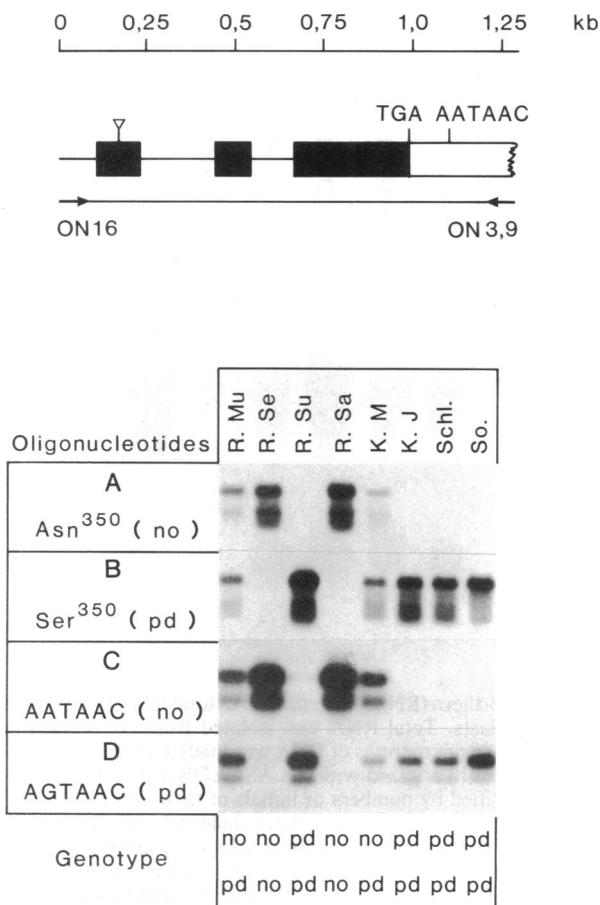 0 0,25 0,5 0,75 1,0 1,25 kb
TGA AATAAC
ON16 ON 3,9
Oligonucleotides R. Mu R. Se R. Su R. Sa K. M K. J Schl. So.
A
Asn350 ( no )
B
Ser350 ( pd )
C
AATAAC ( no )
D
AGTAAC ( pd )
Genotype
no no pd no no pd pd pd
pd no pd no pd pd pd pd